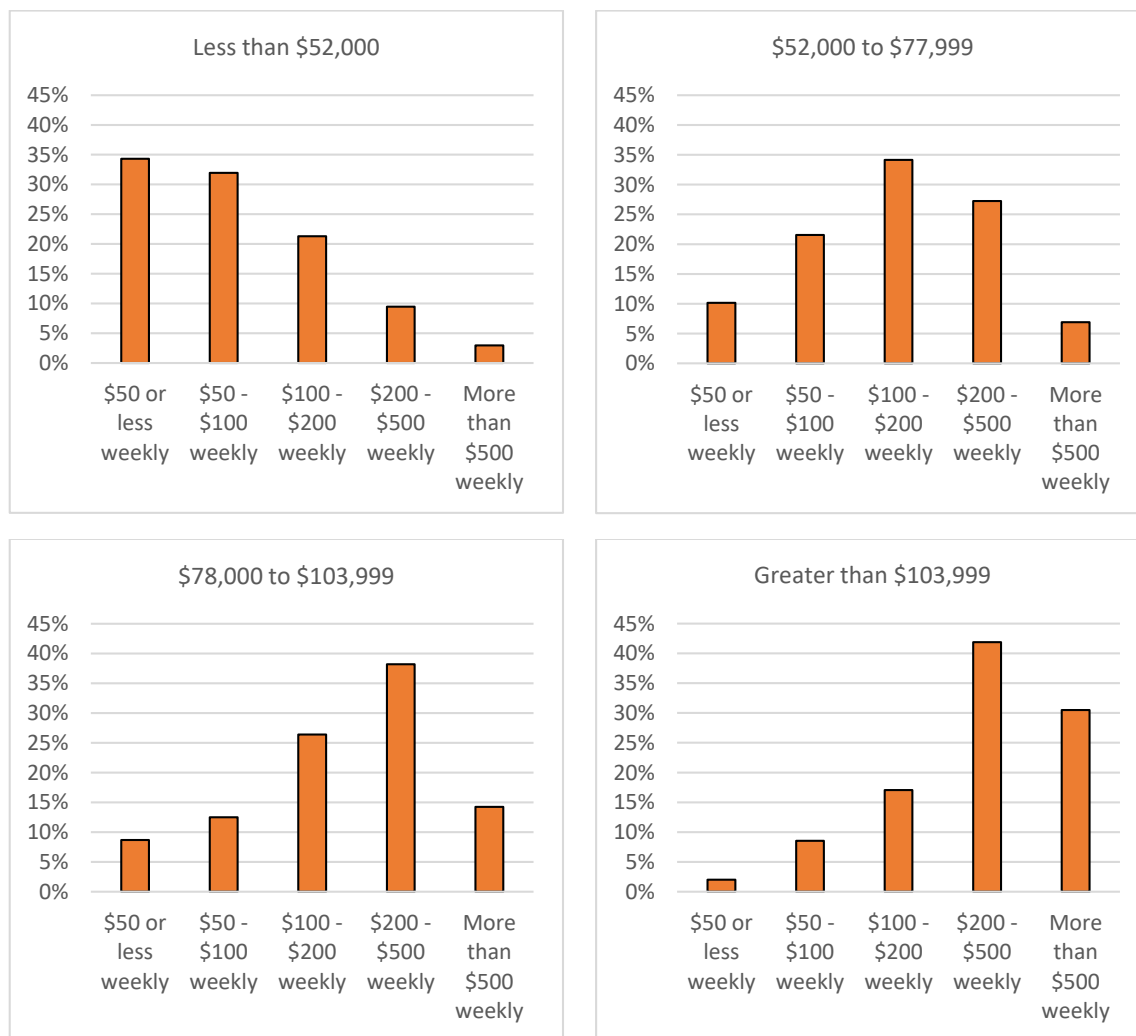 Less than $52,000
45%
40%
35%
30%
25%
20%
15%
10%
5%
0%
$50 or
less
weekly
$50 -
$100
weekly
$100 -
$200
weekly
$200 -
$500
weekly
More
than
$500
weekly
$52,000 to $77,999
45%
40%
35%
30%
25%
20%
15%
10%
5%
0%
$50 or
less
weekly
$50 -
$100
weekly
$100 -
$200
weekly
$200 -
$500
weekly
More
than
$500
weekly
$78,000 to $103,999
45%
40%
35%
30%
25%
20%
15%
10%
5%
0%
$50 or
less
weekly
$50 -
$100
weekly
$100 -
$200
weekly
$200 -
$500
weekly
More
than
$500
weekly
Greater than $103,999
45%
40%
35%
30%
25%
20%
15%
10%
5%
0%
$50 or
less
weekly
$50 -
$100
weekly
$100 -
$200
weekly
$200 -
$500
weekly
More
than
$500
weekly